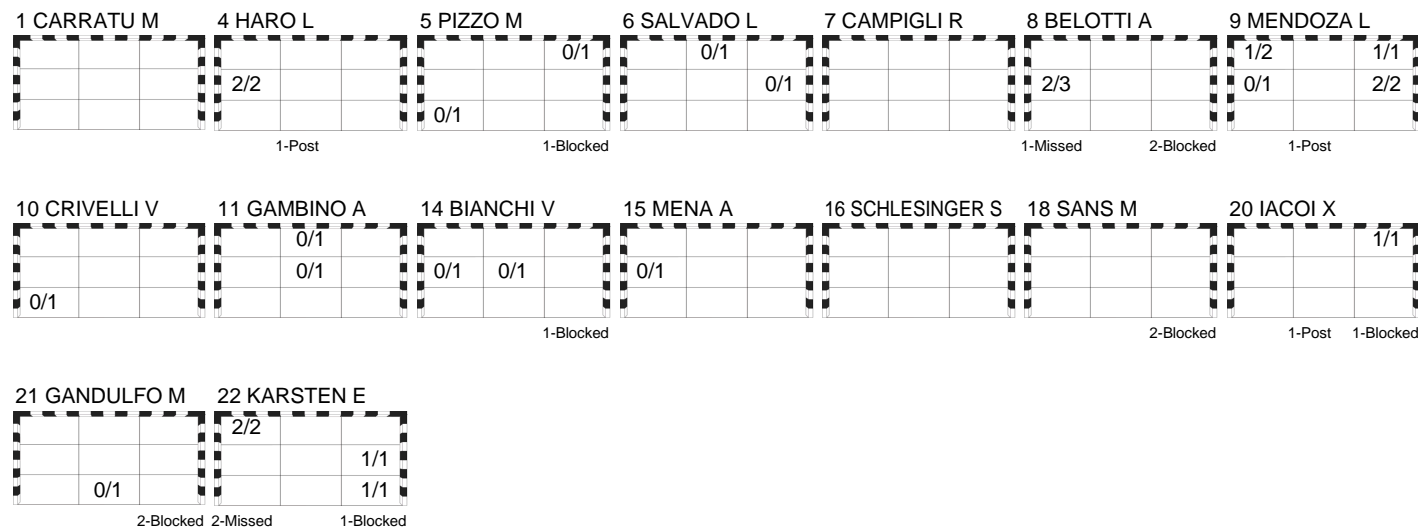 1 CARRATU M 4 HARO L 5 PIZZO M 6 SALVADO L 7 CAMPIGLI R 8 BELOTTI A 9 MENDOZA L
0/1 0/1 1/2 1/1
2/2 0/1 2/3 0/1 2/2
0/1
1-Post 1-Blocked 1-Missed 2-Blocked 1-Post
10 CRIVELLI V 11 GAMBINO A 14 BIANCHI V 15 MENA A 16 SCHLESINGER S 18 SANS M 20 IACOI X
0/1 1/1
0/1 0/1 0/1 0/1
0/1
1-Blocked 2-Blocked 1-Post 1-Blocked
21 GANDULFO M 22 KARSTEN E
2/2
1/1
0/1 1/1
2-Blocked 2-Missed 1-Blocked